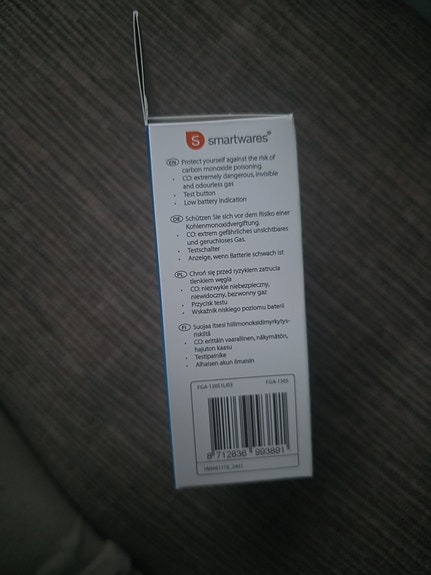 smartwares®
EN Protect yourself against the risk of
carbon monoxide poisoning.
• CO: extremely dangerous, invisible
and odourless gas
• Test button
• Low battery indication
DE Schützen Sie sich vor dem Risiko einer
Kohlenmonoxidvergiftung.
• CO: extrem gefährliches, unsichtbares
und geruchloses Gas.
• Testschalter
• Anzeige, wenn Batterie schwach ist
PL Chroń się przed ryzykiem zatrucia
tlenkiem węgla
• CO: niezwykle niebezpieczny,
niewidoczny, bezwonny gaz
• Przycisk testu
• Wskaźnik niskiego poziomu baterii
FI Suojaa itsesi hiilimonoksidimyrkytys-
riskiltä
• CO: erittäin vaarallinen, näkymätön,
hajuton kaasu
• Testipainike
• Alhaisen akun ilmaisin
8 712836 993891